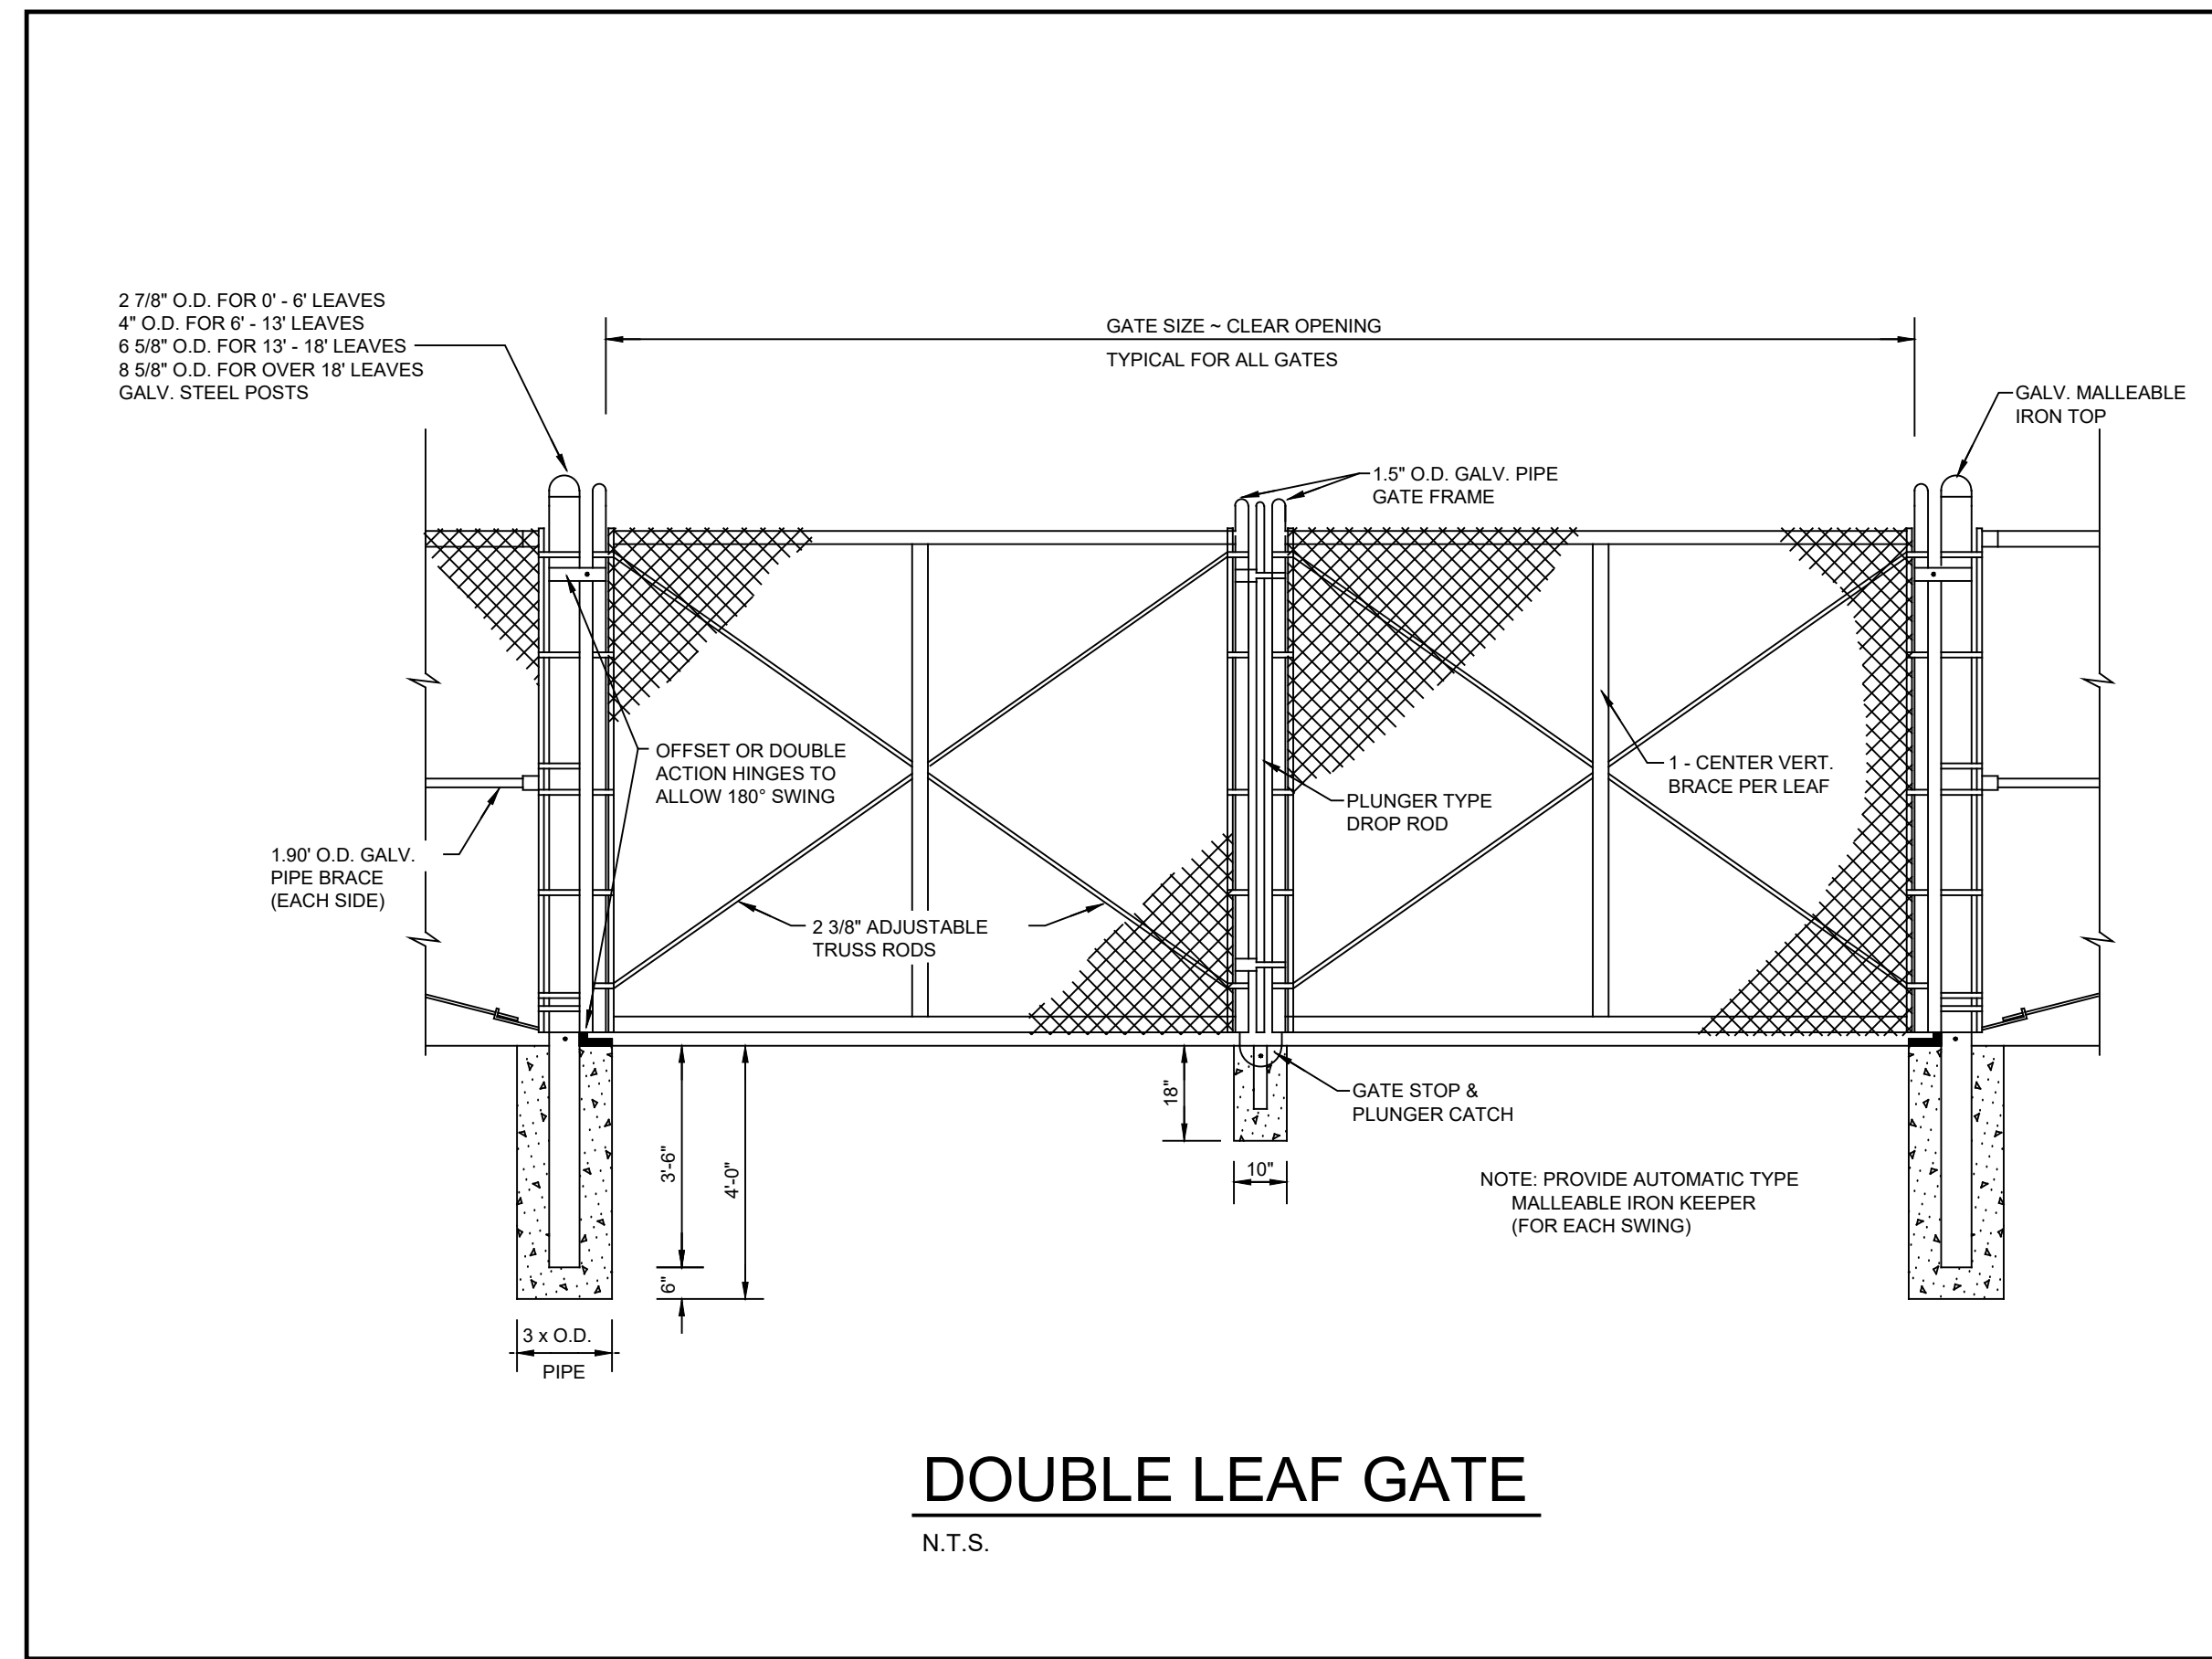 2 7/8" O.D. FOR 0' - 6' LEAVES
4" O.D. FOR 6' - 13' LEAVES
6 5/8" O.D. FOR 13' - 18' LEAVES
8 5/8" O.D. FOR OVER 18' LEAVES
GALV. STEEL POSTS
GATE SIZE ~ CLEAR OPENING
TYPICAL FOR ALL GATES
GALV. MALLEABLE
IRON TOP
1.5" O.D. GALV. PIPE
GATE FRAME
OFFSET OR DOUBLE
ACTION HINGES TO
ALLOW 180° SWING
1 - CENTER VERT.
BRACE PER LEAF
PLUNGER TYPE
DROP ROD
1.90' O.D. GALV.
PIPE BRACE
(EACH SIDE)
2 3/8" ADJUSTABLE
TRUSS RODS
18"
GATE STOP &
PLUNGER CATCH
3'-6"
4'-0"
10"
NOTE: PROVIDE AUTOMATIC TYPE
MALLEABLE IRON KEEPER
(FOR EACH SWING)
6"
3 x O.D.
PIPE
DOUBLE LEAF GATE
N.T.S.